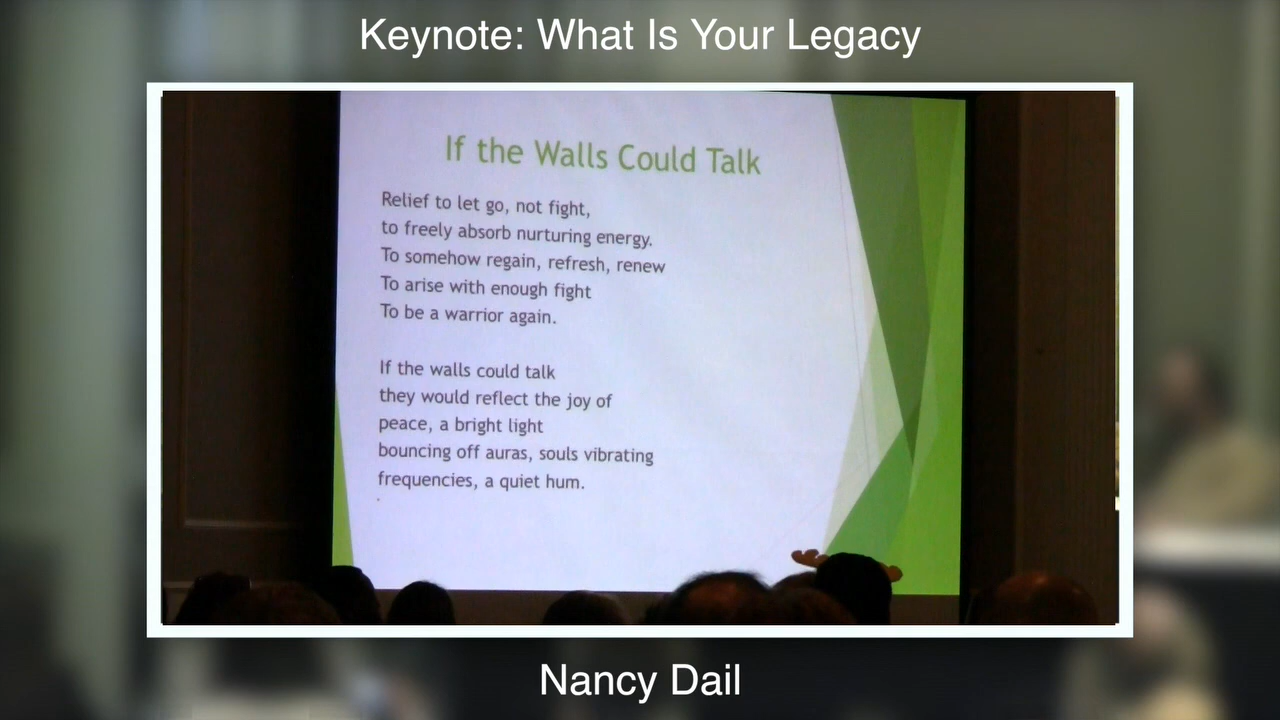 Keynote: What Is Your Legacy
If the Walls Could Talk
Relief to let go, not fight,
to freely absorb nurturing energy.
To somehow regain, refresh, renew
To arise with enough fight
To be a warrior again.
If the walls could talk
they would reflect the joy of
peace, a bright light
bouncing off auras, souls vibrating
frequencies, a quiet hum.
Nancy Dail